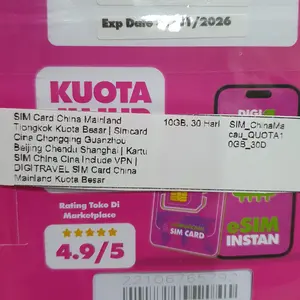 Exp Date
/2026
KUOTA
SIM Card China Mainland
Tiongkok Kuota Besar | Simcard
Cina Chongqing Guanzhou
Beijing Chendu Shanghai | Kartu
SIM China Cina Include VPN |
DIGITRAVEL SIM Card China
Mainland Kuota Besar
10GB, 30 Hari
SIM_ChinaMa
cau_QUOTA1
0GB_30D
Rating Toko Di
Marketplace
4.9/5
SIM CARD
eSIM
INSTAN